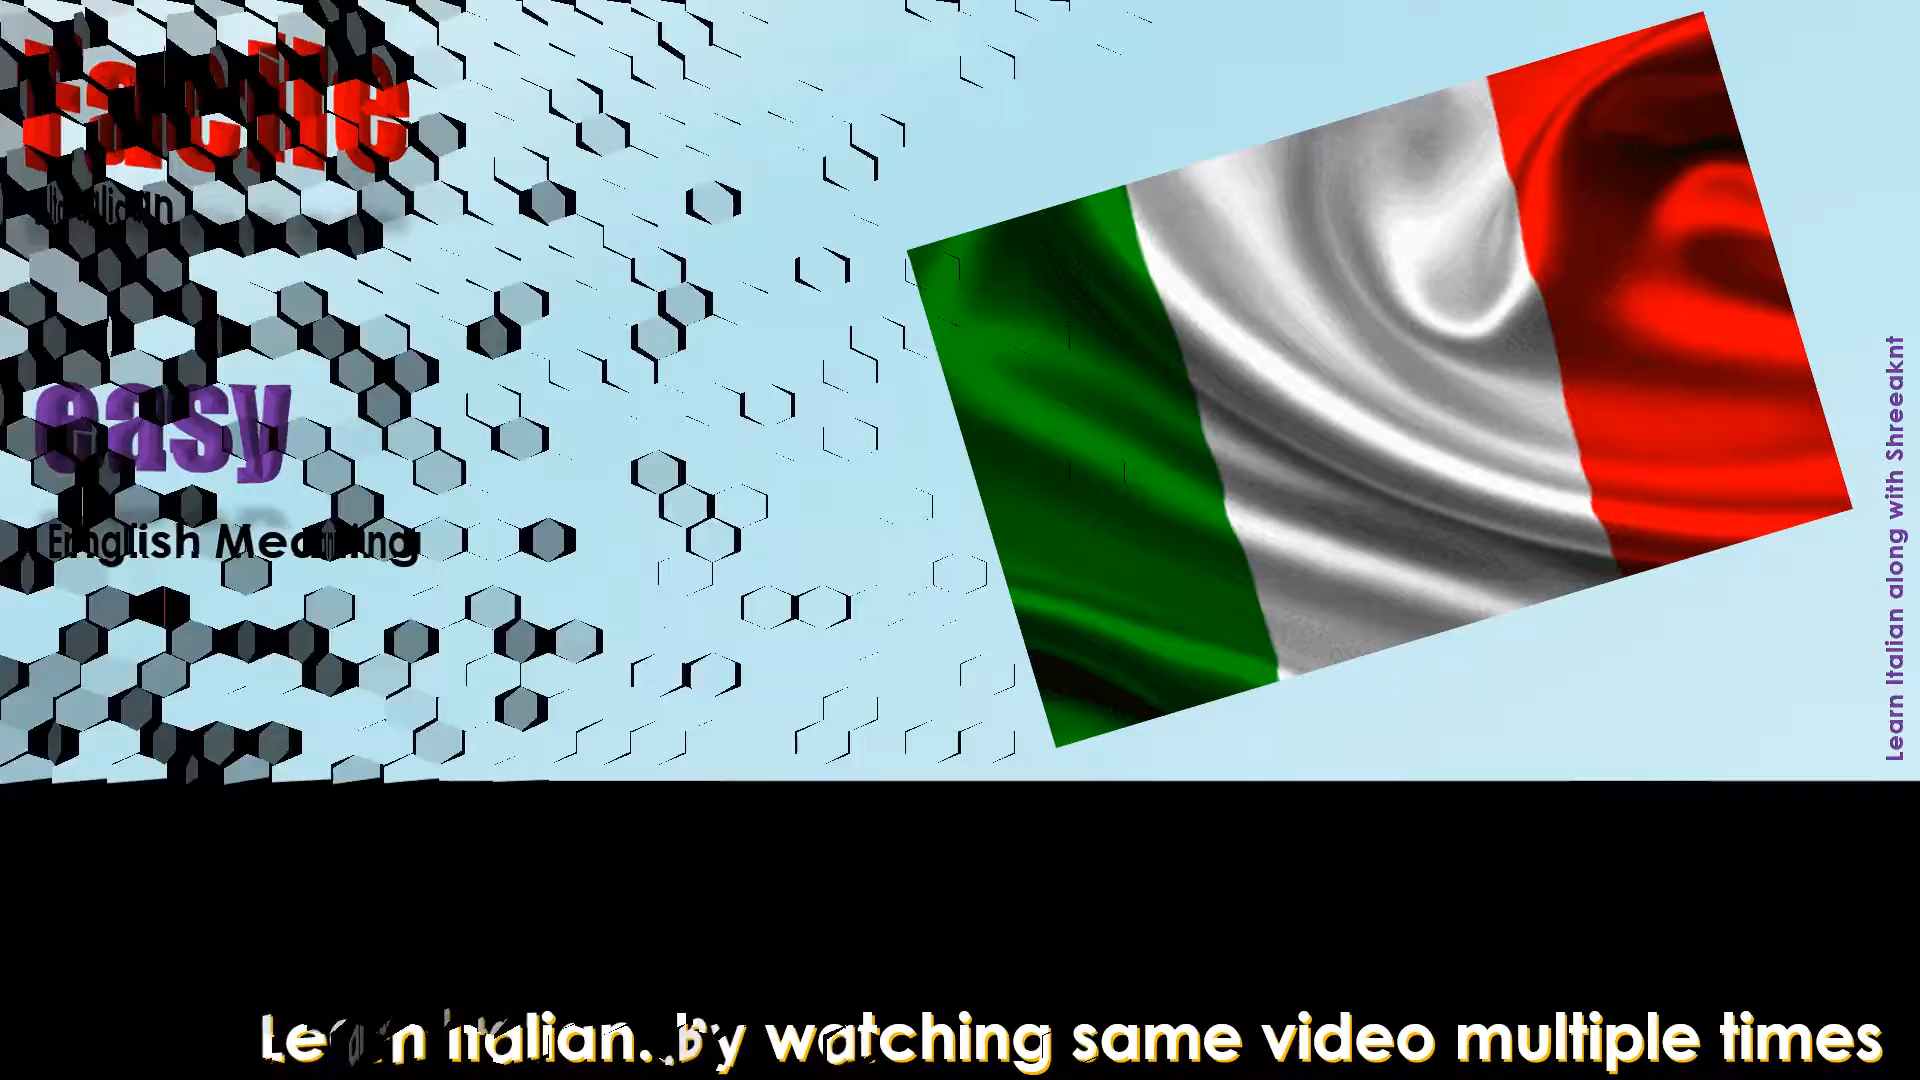 Facile
Italian
easy
English Meaning
Learn Italian along with Shreeaknt
Learn Italian. by watching same video multiple times